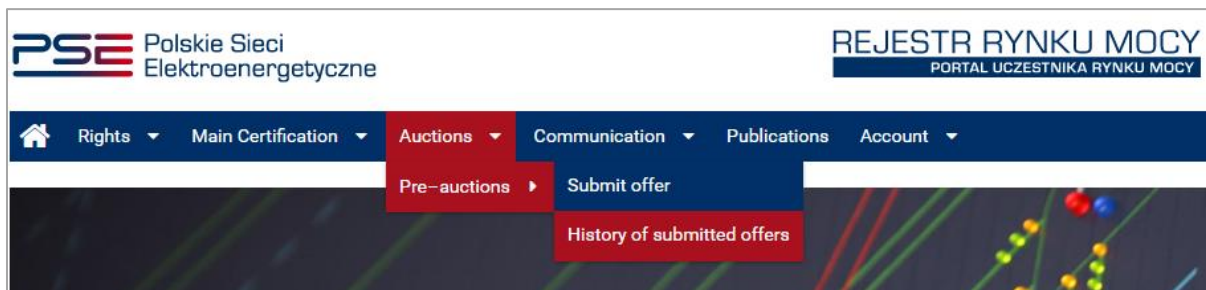 PSE Polskie Sieci
Elektroenergetyczne
REJESTR RYNKU MOCY
PORTAL UCZESTNIKA RYNKU MOCY
Rights Main Certification Auctions Communication Publications Account
Pre-auctions Submit offer
History of submitted offers